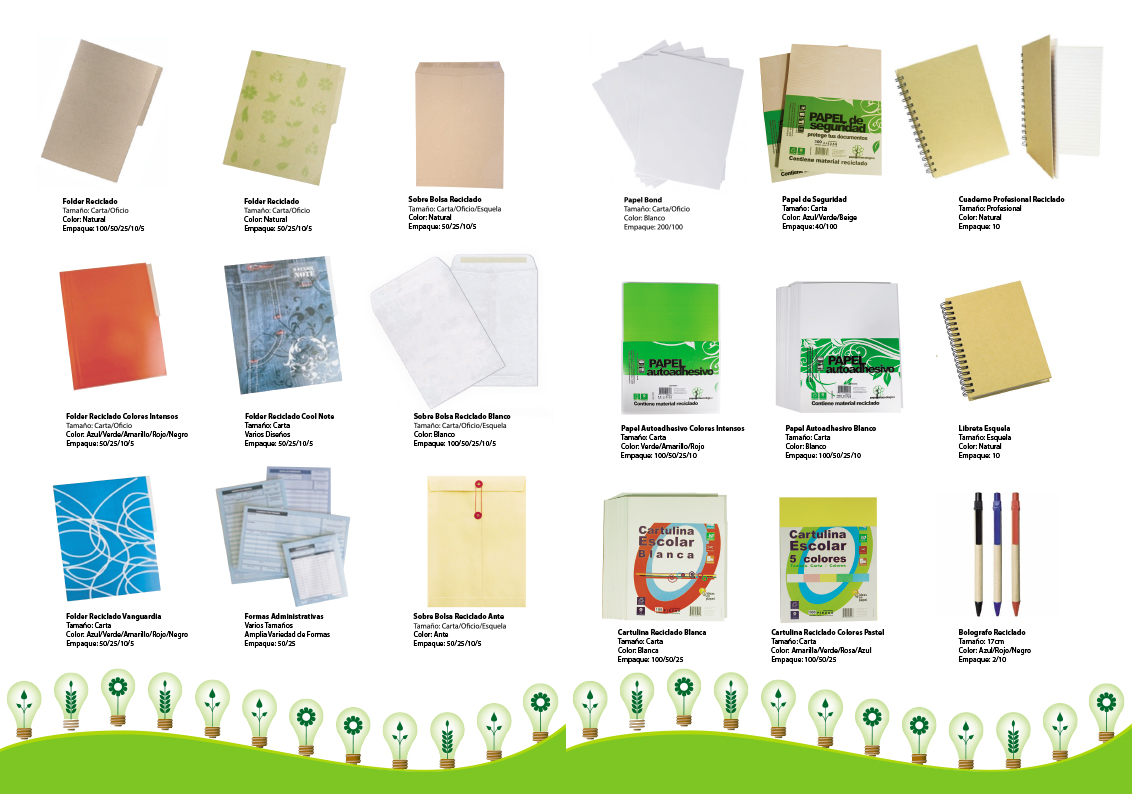 Folder Reciclado
Tamaño: Carta/Oficio
Color: Natural
Empaque: 100/50/25/10/5
Folder Reciclado
Tamaño: Carta/Oficio
Color: Natural
Empaque: 50/25/10/5
Sobre Bolsa Reciclado
Tamaño: Carta/Oficio/Esquela
Color: Natural
Empaque: 50/25/10/5
Folder Reciclado Colores Intensos
Tamaño: Carta/Oficio
Color: Azul/Verde/Amarillo/Rojo/Negro
Empaque: 50/25/10/5
NOTE
Folder Reciclado Cool Note
Tamaño: Carta
Varios Diseños
Empaque: 50/25/10/5
Sobre Bolsa Reciclado Blanco
Tamaño: Carta/Oficio/Esquela
Color: Blanco
Empaque: 100/50/25/10/5
Folder Reciclado Vanguardia
Tamaño: Carta
Color: Azul/Verde/Amarillo/Rojo/Negro
Empaque: 50/25/10/5
Formas Administrativas
Varios Tamaños
Amplia Variedad de Formas
Empaque: 50/25
Sobre Bolsa Reciclado Ante
Tamaño: Carta/Oficio/Esquela
Color: Ante
Empaque: 50/25/10/5
Papel Bond
Tamaño: Carta/Oficio
Color: Blanco
Empaque: 200/100
PAPEL de
seguridad
protege tus documentos
Contiene material reciclado
Papel de Seguridad
Tamaño: Carta
Color: Azul/Verde/Beige
Empaque: 40/100
Cuaderno Profesional Reciclado
Tamaño: Profesional
Color: Natural
Empaque: 10
PAPEL
autoadhesivo
Contiene material reciclado
Papel Autoadhesivo Colores Intensos
Tamaño: Carta
Color: Verde/Amarillo/Rojo
Empaque: 100/50/25/10
PAPEL
autoadhesivo
Contiene material reciclado
Papel Autoadhesivo Blanco
Tamaño: Carta
Color: Blanco
Empaque: 100/50/25/10
Libreta Esquela
Tamaño: Esquela
Color: Natural
Empaque: 10
Cartulina
Escolar
Blanca
Cartulina Reciclado Blanca
Tamaño: Carta
Color: Blanca
Empaque: 100/50/25
Cartulina
Escolar
5 colores
Cartulina Reciclado Colores Pastel
Tamaño: Carta
Color: Amarilla/Verde/Rosa/Azul
Empaque: 100/50/25
Bolografo Reciclado
Tamaño: 17cm
Color: Azul/Rojo/Negro
Empaque: 2/10